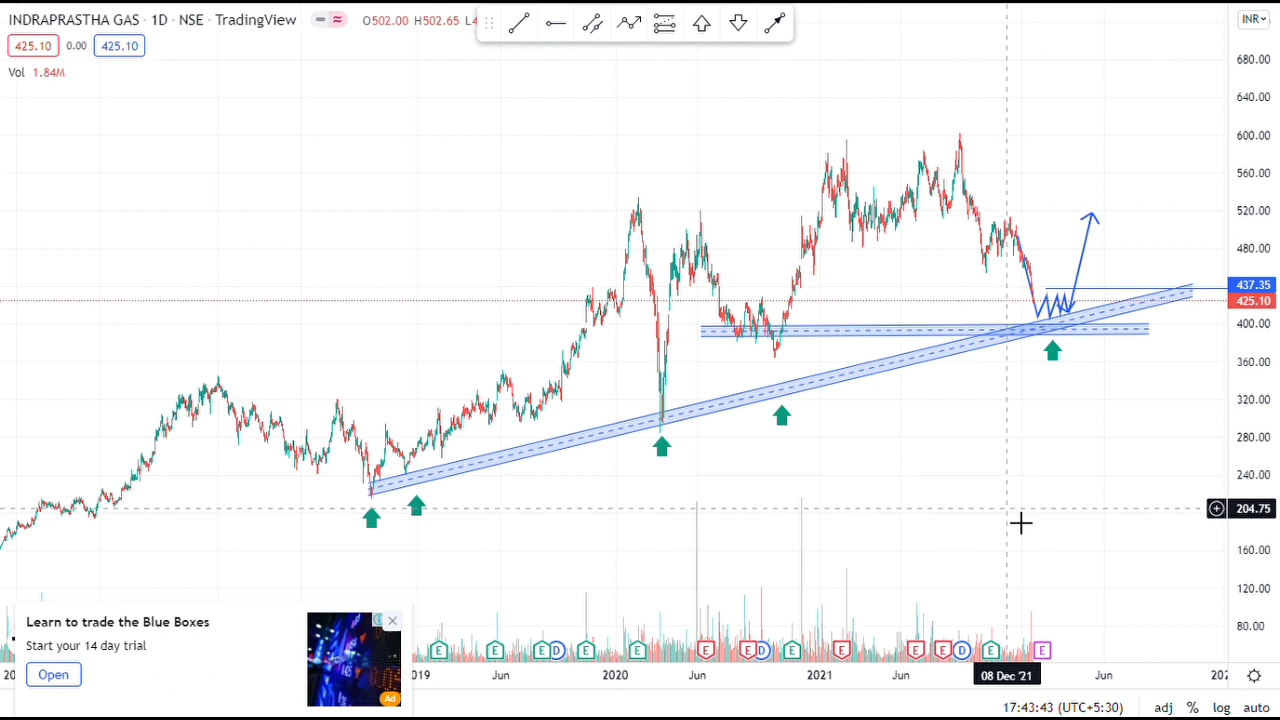 INDRAPRASTHA GAS · 1D · NSE · TradingView
O502.00 H502.65 L4
INR
425.10 0.00 425.10
Vol 1.84M
680.00
640.00
600.00
560.00
520.00
480.00
437.35
425.10
400.00
360.00
320.00
280.00
240.00
204.75
160.00
120.00
80.00
Learn to trade the Blue Boxes
Start your 14 day trial
Open
Ad
E E E D E E E E D E E E E D E E
019 Jun 2020 Jun 2021 Jun 08 Dec '21 Jun 202
17:43:43 (UTC+5:30) adj % log auto